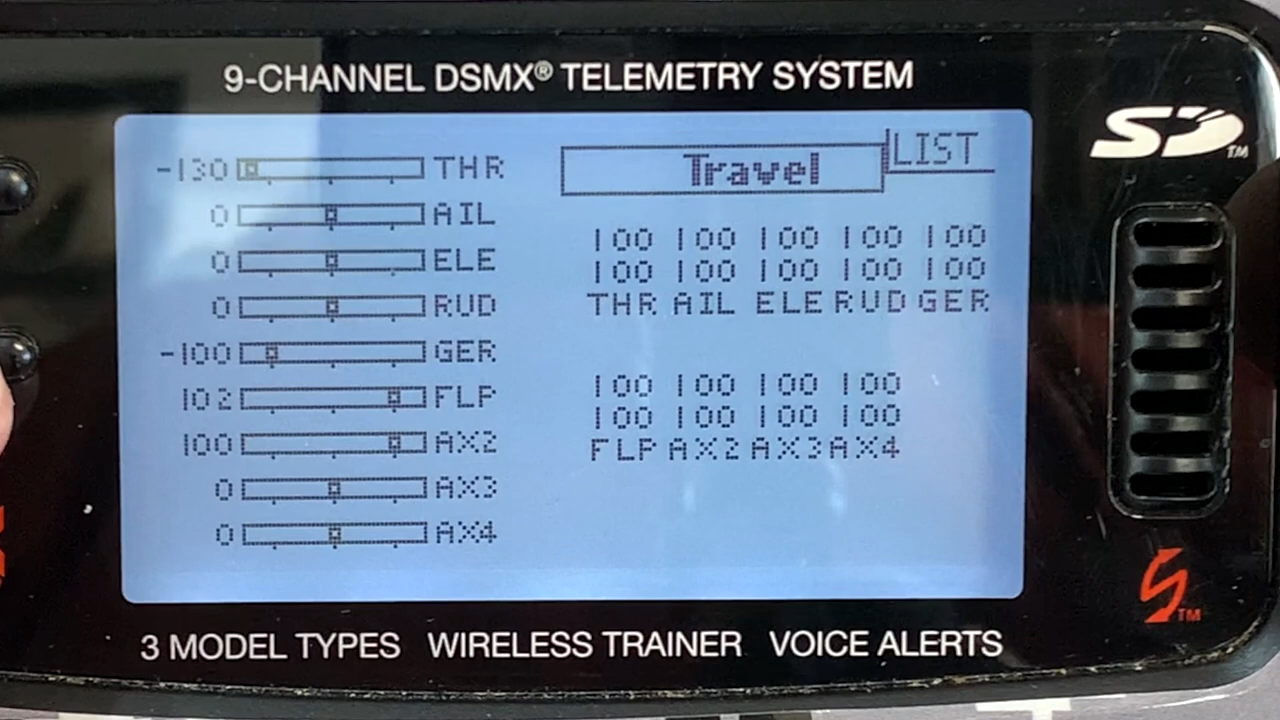 9-CHANNEL DSMX® TELEMETRY SYSTEM
SD™
-130 THR
0 AIL
0 ELE
0 RUD
-100 GER
102 FLP
100 AX2
0 AX3
0 AX4
Travel
LIST
100 100 100 100 100
100 100 100 100 100
THR AIL ELE RUD GER
100 100 100 100
100 100 100 100
FLP AX2 AX3 AX4
S™
3 MODEL TYPES WIRELESS TRAINER VOICE ALERTS